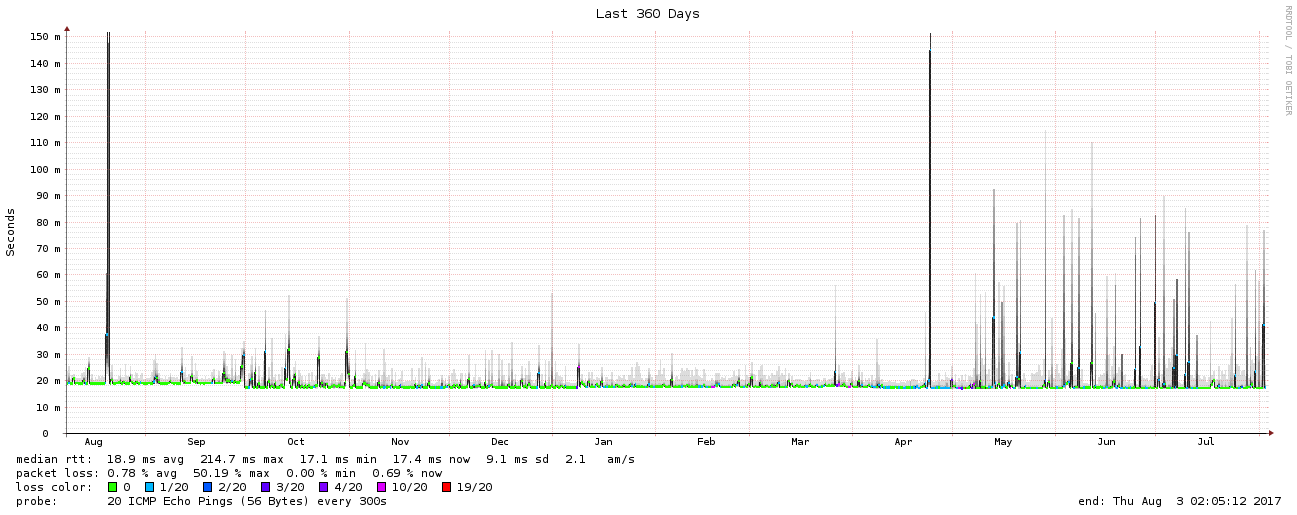 Last 360 Days
RRDTOOL / TOBI OETIKER
Seconds
150 m
140 m
130 m
120 m
110 m
100 m
90 m
80 m
70 m
60 m
50 m
40 m
30 m
20 m
10 m
0
Aug Sep Oct Nov Dec Jan Feb Mar Apr May Jun Jul
median rtt: 18.9 ms avg 214.7 ms max 17.1 ms min 17.4 ms now 9.1 ms sd 2.1 am/s
packet loss: 0.78 % avg 50.19 % max 0.00 % min 0.69 % now
loss color: 0 1/20 2/20 3/20 4/20 10/20 19/20
probe: 20 ICMP Echo Pings (56 Bytes) every 300s end: Thu Aug 3 02:05:12 2017